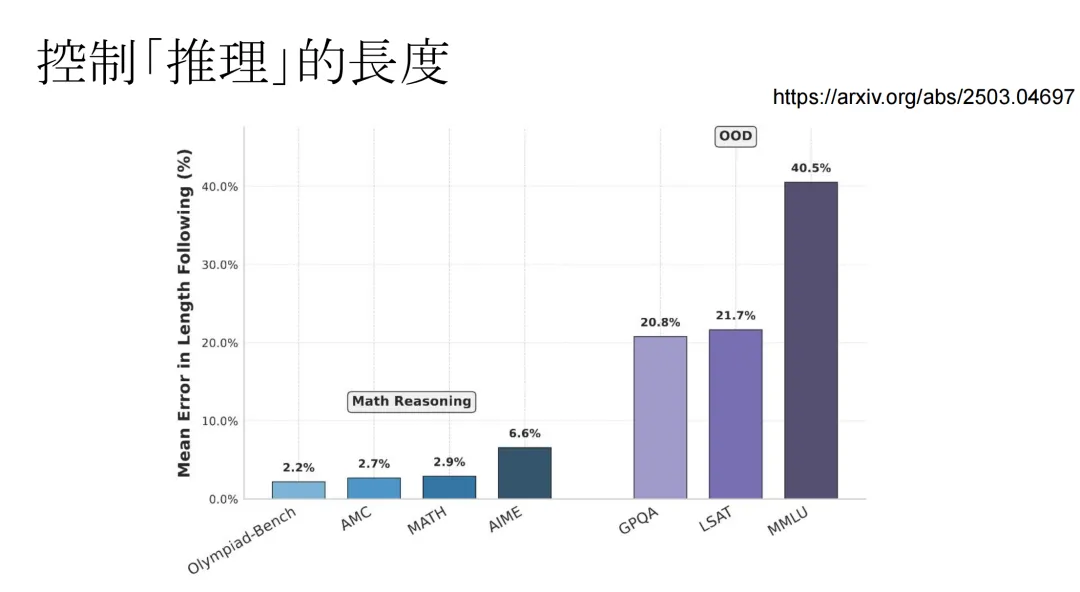 控制「推理」的長度
https://arxiv.org/abs/2503.04697
Mean Error in Length Following (%)
40.0%
30.0%
20.0%
10.0%
0.0%
OOD
Math Reasoning
2.2%
2.7%
2.9%
6.6%
20.8%
21.7%
40.5%
Olympiad-Bench
AMC
MATH
AIME
GPQA
LSAT
MMLU